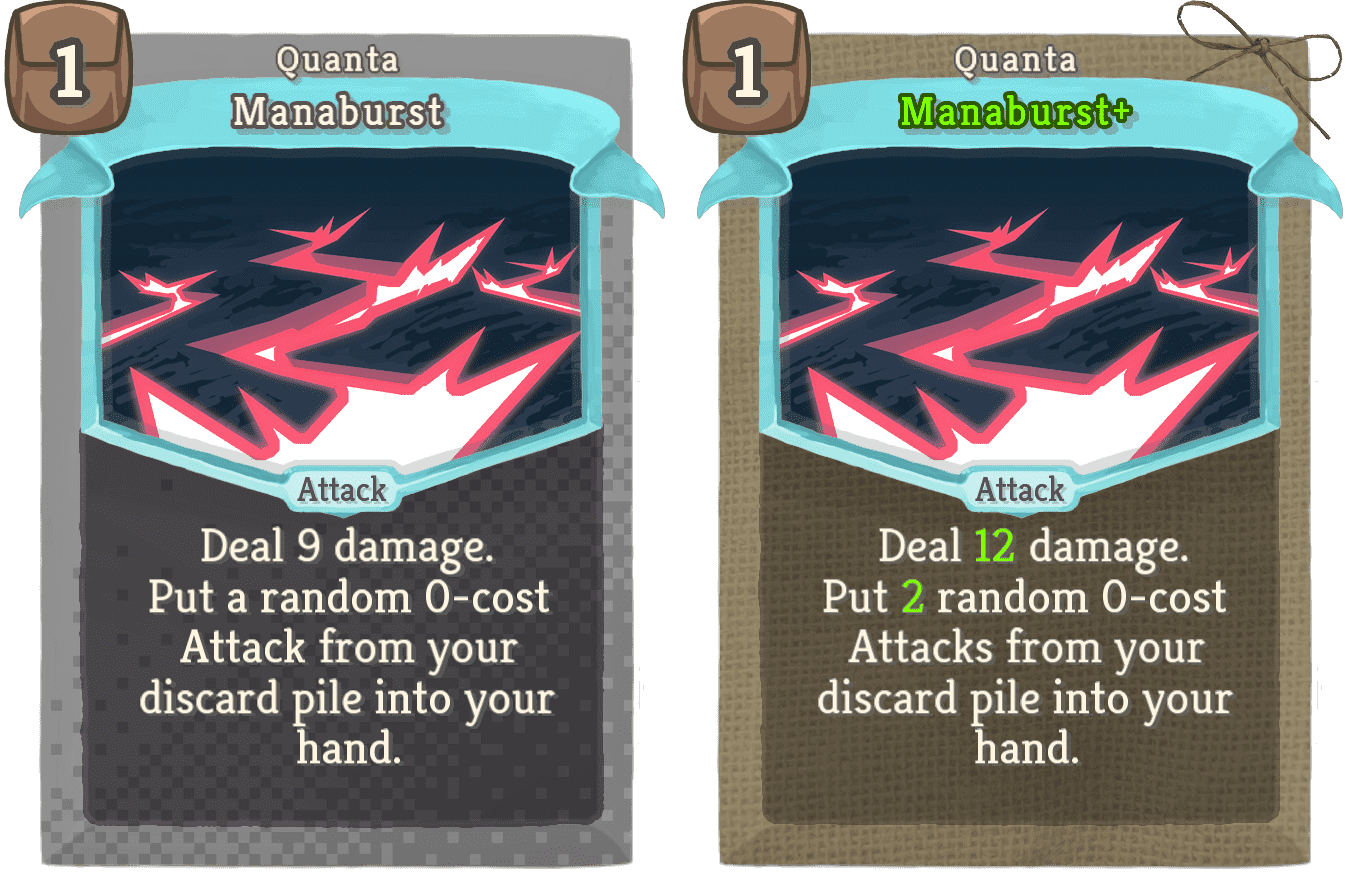 1
Quanta
Manaburst
Attack
Deal 9 damage.
Put a random 0-cost
Attack from your
discard pile into your
hand.
1
Quanta
Manaburst+
Attack
Deal 12 damage.
Put 2 random 0-cost
Attacks from your
discard pile into your
hand.